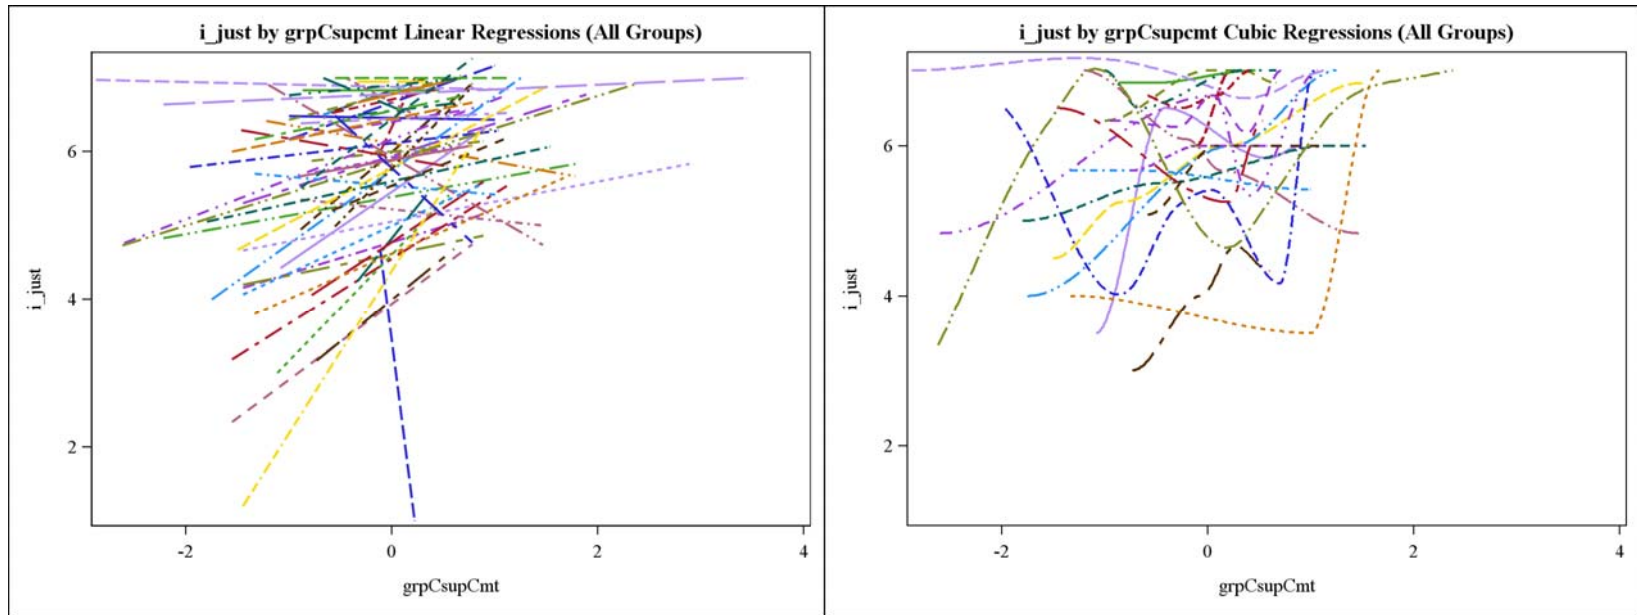 i_just by grpCsupcmt Linear Regressions (All Groups)
6
4
2
i_just
-2 0 2 4
grpCsupCmt
i_just by grpCsupcmt Cubic Regressions (All Groups)
6
4
2
i_just
-2 0 2 4
grpCsupCmt